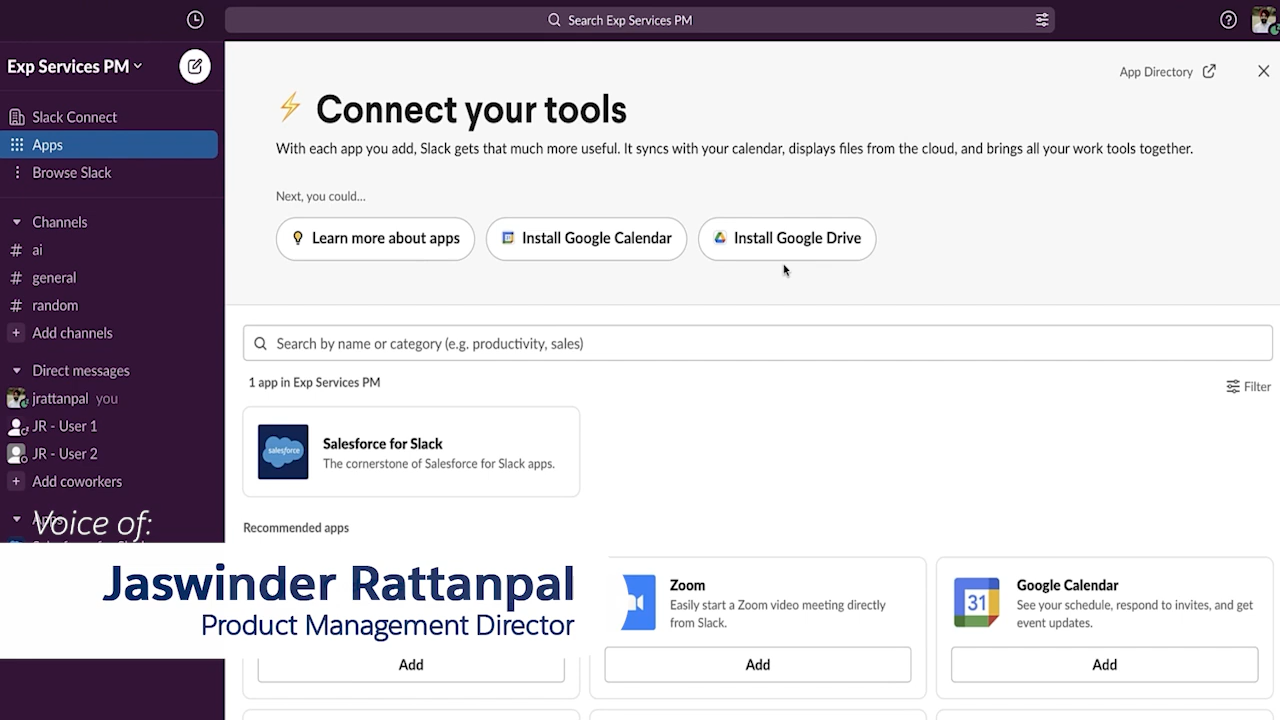 Search Exp Services PM
Exp Services PM
Slack Connect
Apps
Browse Slack
Channels
# ai
# general
# random
+ Add channels
Direct messages
jrattanpal you
JR - User 1
JR - User 2
+ Add coworkers
Apps
Voice of:
Jaswinder Rattanpal
Product Management Director
App Directory
Connect your tools
With each app you add, Slack gets that much more useful. It syncs with your calendar, displays files from the cloud, and brings all your work tools together.
Next, you could...
Learn more about apps
Install Google Calendar
Install Google Drive
Search by name or category (e.g. productivity, sales)
1 app in Exp Services PM
Filter
salesforce
Salesforce for Slack
The cornerstone of Salesforce for Slack apps.
Recommended apps
Add
Zoom
Easily start a Zoom video meeting directly
from Slack.
Add
31
Google Calendar
See your schedule, respond to invites, and get
event updates.
Add